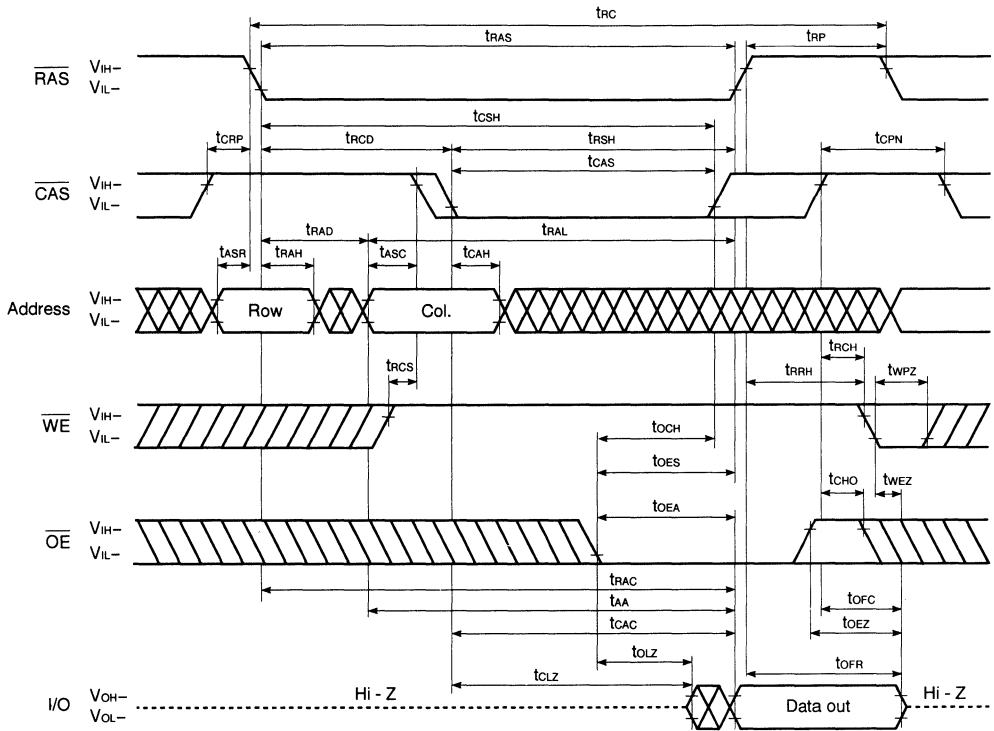 tRC
tRAS tRP
RAS VIH–
VIL–
tCSH
tCRP tRCD tRSH tCPN
tCAS
CAS VIH–
VIL–
tRAD tRAL
tASR tRAH tASC tCAH
Address VIH–
VIL–
Row Col.
tRCH
tRCS tRRH tWPZ
WE VIH–
VIL–
tOCH
tOES
tCHO tWEZ
tOEA
OE VIH–
VIL–
tRAC
tAA tOFC
tCAC tOEZ
tOLZ
tCLZ tOFR
I/O VOH–
VOL–
Hi - Z Data out Hi - Z